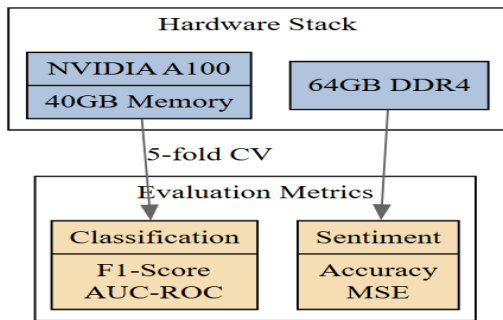 Hardware Stack
NVIDIA A100
40GB Memory
64GB DDR4
5-fold CV
Evaluation Metrics
Classification
F1-Score
AUC-ROC
Sentiment
Accuracy
MSE